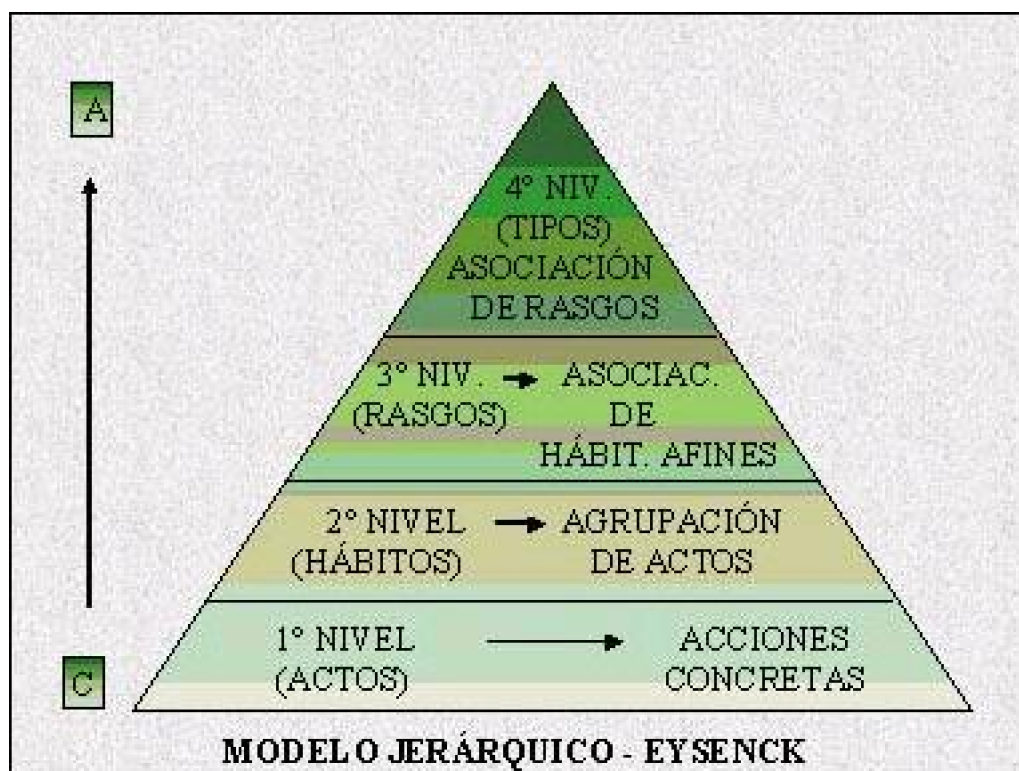 A
4° NIV.
(TIPOS)
ASOCIACIÓN
DE RASGOS
3° NIV. ASOCIAC.
(RASGOS) DE
HÁBIT. AFINES
2° NIVEL AGRUPACIÓN
(HÁBITOS) DE ACTOS
1° NIVEL ACCIONES
(ACTOS) CONCRETAS
C
MODELO JERÁRQUICO - EYSENCK